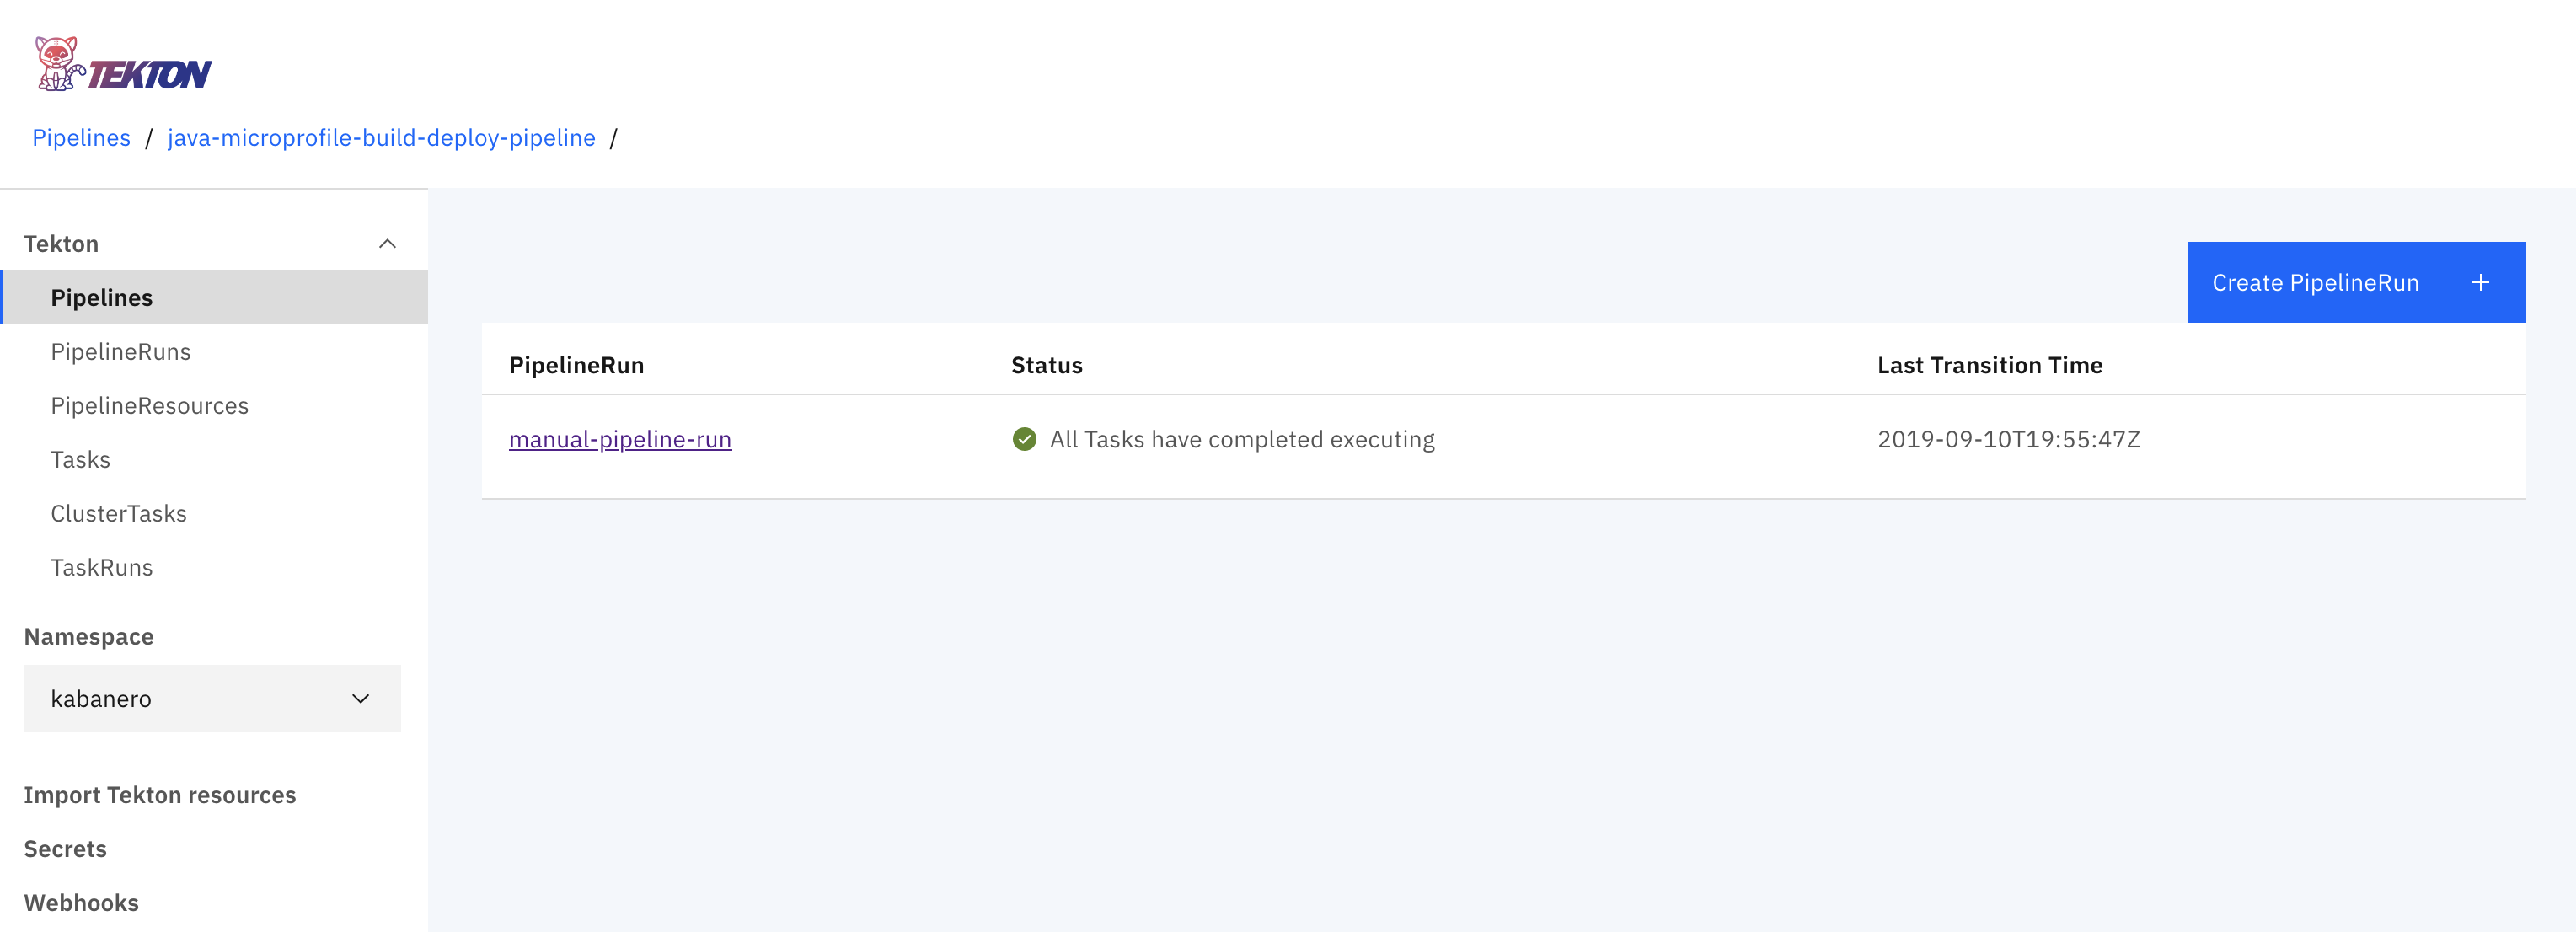 TEKTON
Pipelines / java-microprofile-build-deploy-pipeline /
Tekton
Pipelines
PipelineRuns
PipelineResources
Tasks
ClusterTasks
TaskRuns
Namespace
kabanero
Import Tekton resources
Secrets
Webhooks
Create PipelineRun +
PipelineRun Status Last Transition Time
manual-pipeline-run All Tasks have completed executing 2019-09-10T19:55:47Z